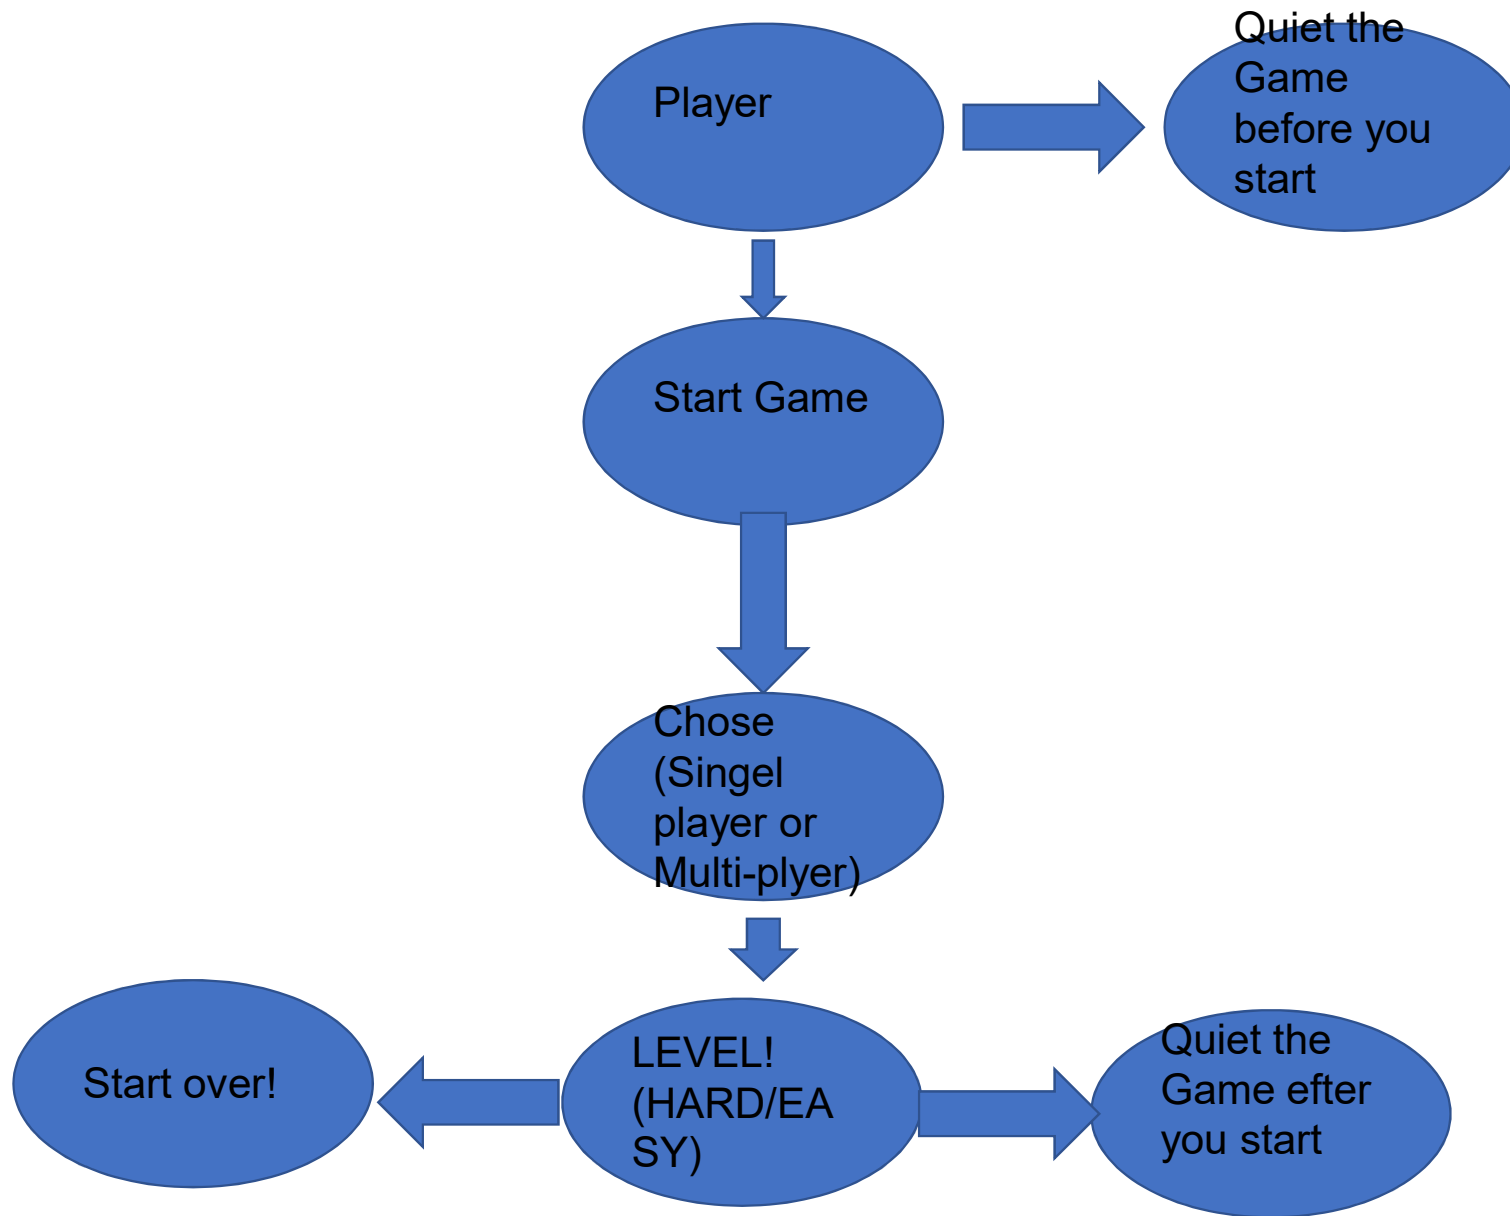 Player
Quiet the
Game
before you
start
Start Game
Chose
(Singel
player or
Multi-plyer)
Start over!
LEVEL!
(HARD/EA
SY)
Quiet the
Game efter
you start